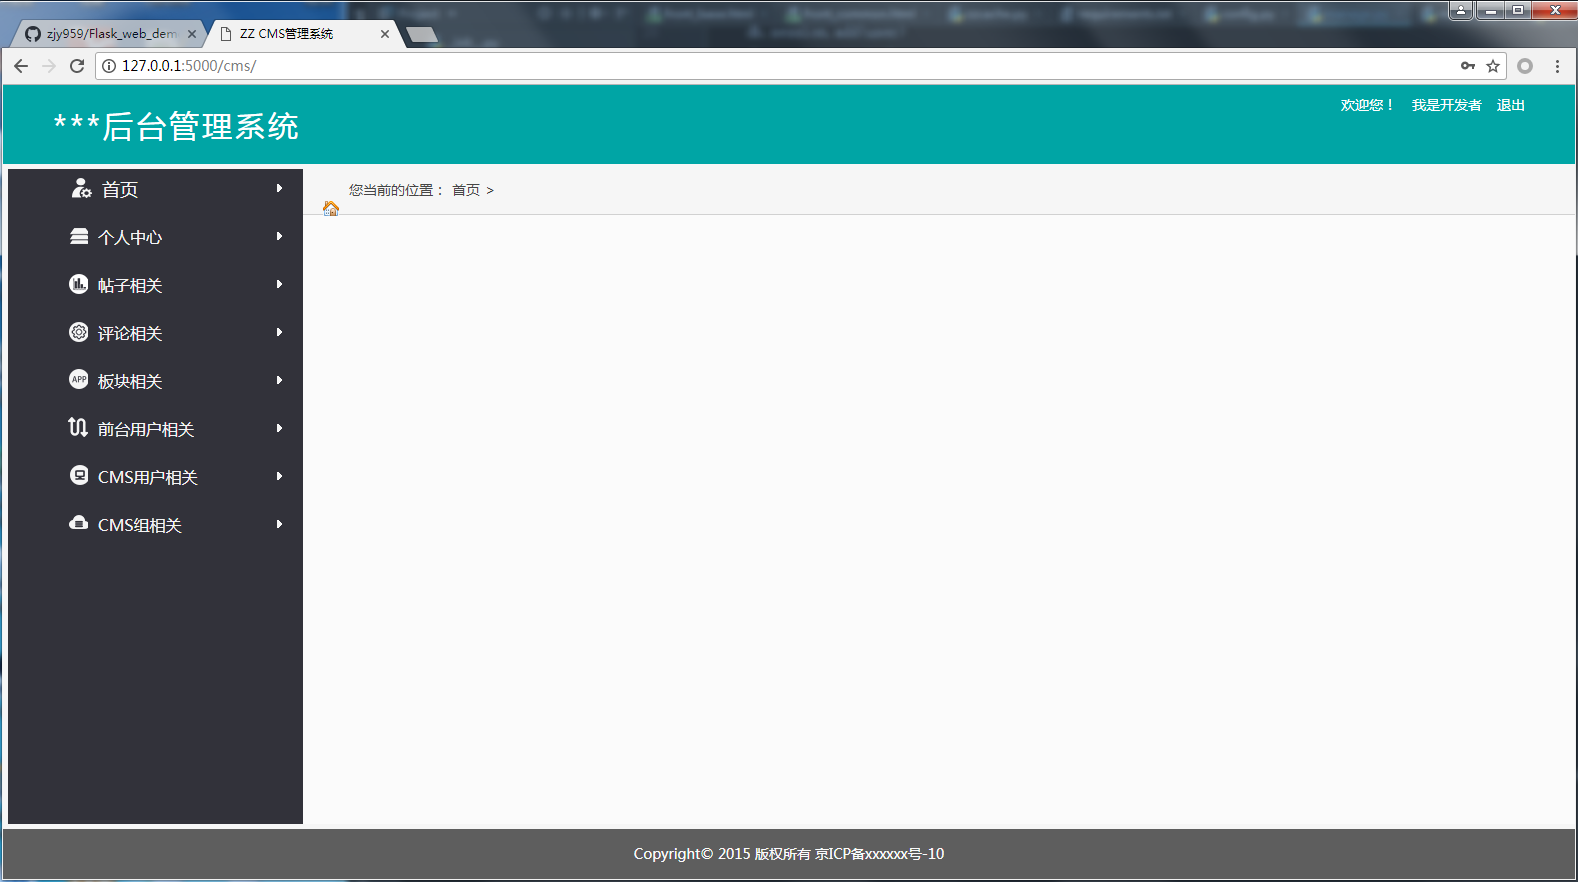 zjy959/Flask_web_dem
ZZ CMS管理系统
127.0.0.1:5000/cms/
***后台管理系统
欢迎您！ 我是开发者 退出
首页
您当前的位置： 首页 >
个人中心
帖子相关
评论相关
APP 板块相关
前台用户相关
CMS用户相关
CMS组相关
Copyright© 2015 版权所有 京ICP备xxxxxx号-10